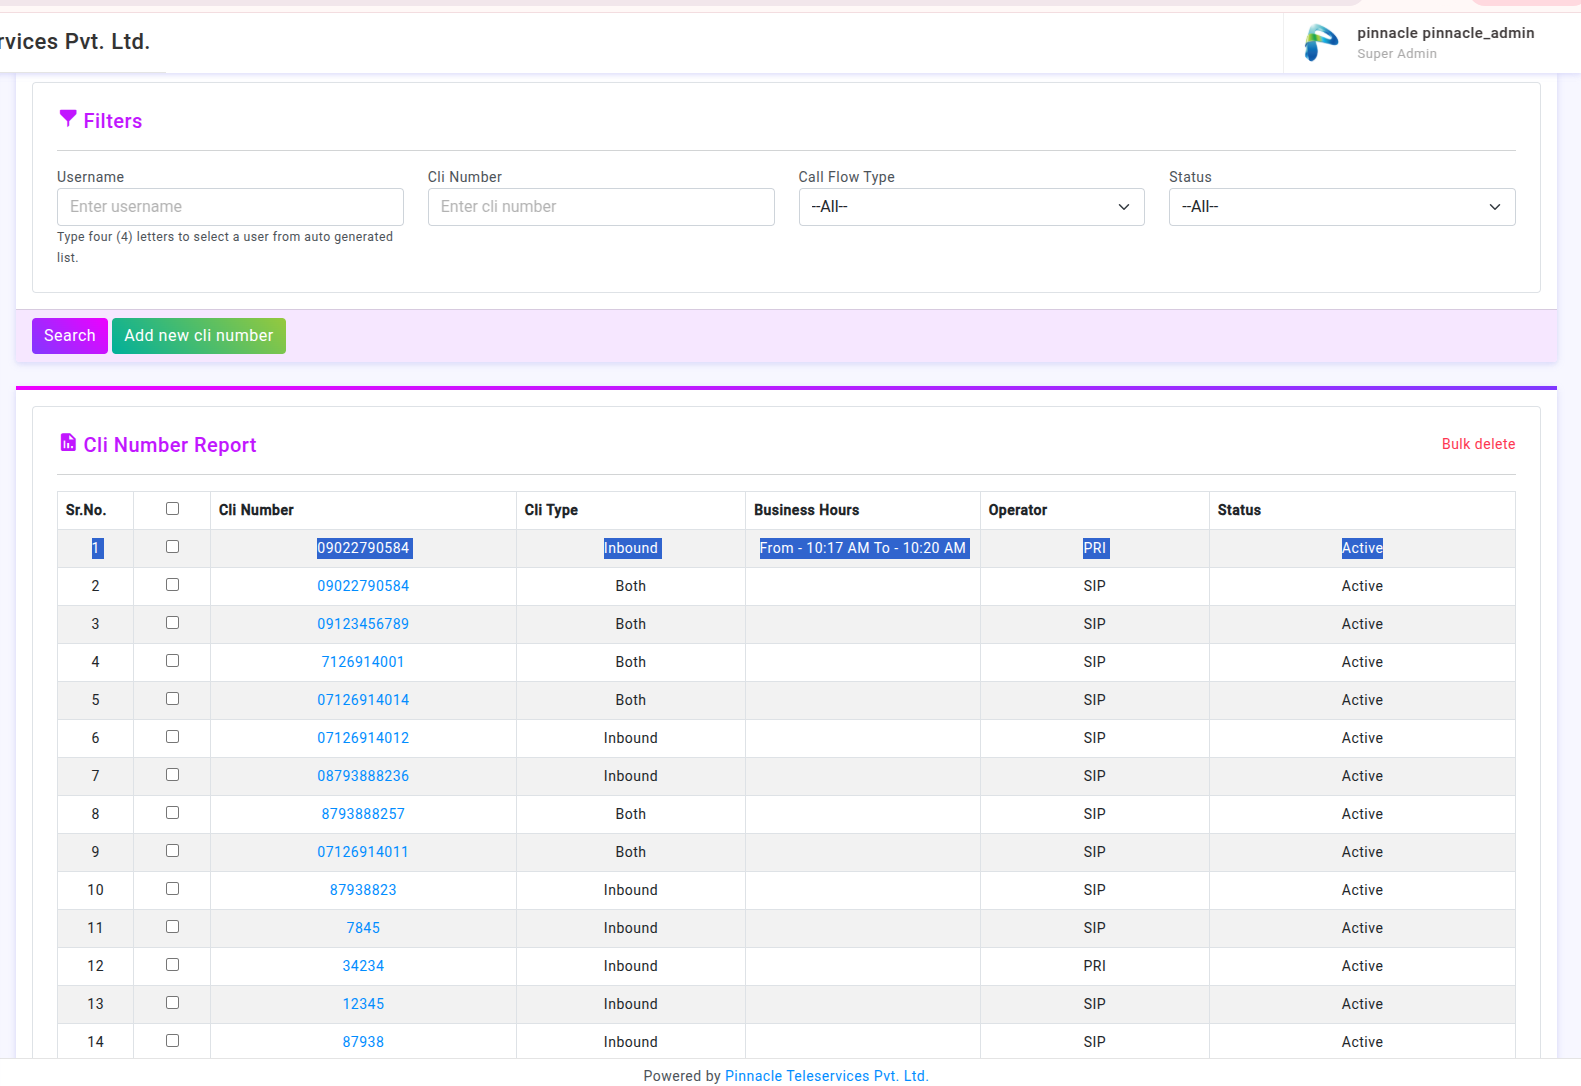 rvices Pvt. Ltd.
pinnacle pinnacle_admin
Super Admin
Filters
Username Cli Number Call Flow Type Status
Enter username Enter cli number --All-- --All--
Type four (4) letters to select a user from auto generated
list.
Search Add new cli number
Cli Number Report Bulk delete
Sr.No. Cli Number Cli Type Business Hours Operator Status
1 09022790584 Inbound From - 10:17 AM To - 10:20 AM PRI Active
2 09022790584 Both SIP Active
3 09123456789 Both SIP Active
4 7126914001 Both SIP Active
5 07126914014 Both SIP Active
6 07126914012 Inbound SIP Active
7 08793888236 Inbound SIP Active
8 8793888257 Both SIP Active
9 07126914011 Both SIP Active
10 87938823 Inbound SIP Active
11 7845 Inbound SIP Active
12 34234 Inbound PRI Active
13 12345 Inbound SIP Active
14 87938 Inbound SIP Active
Powered by Pinnacle Teleservices Pvt. Ltd.